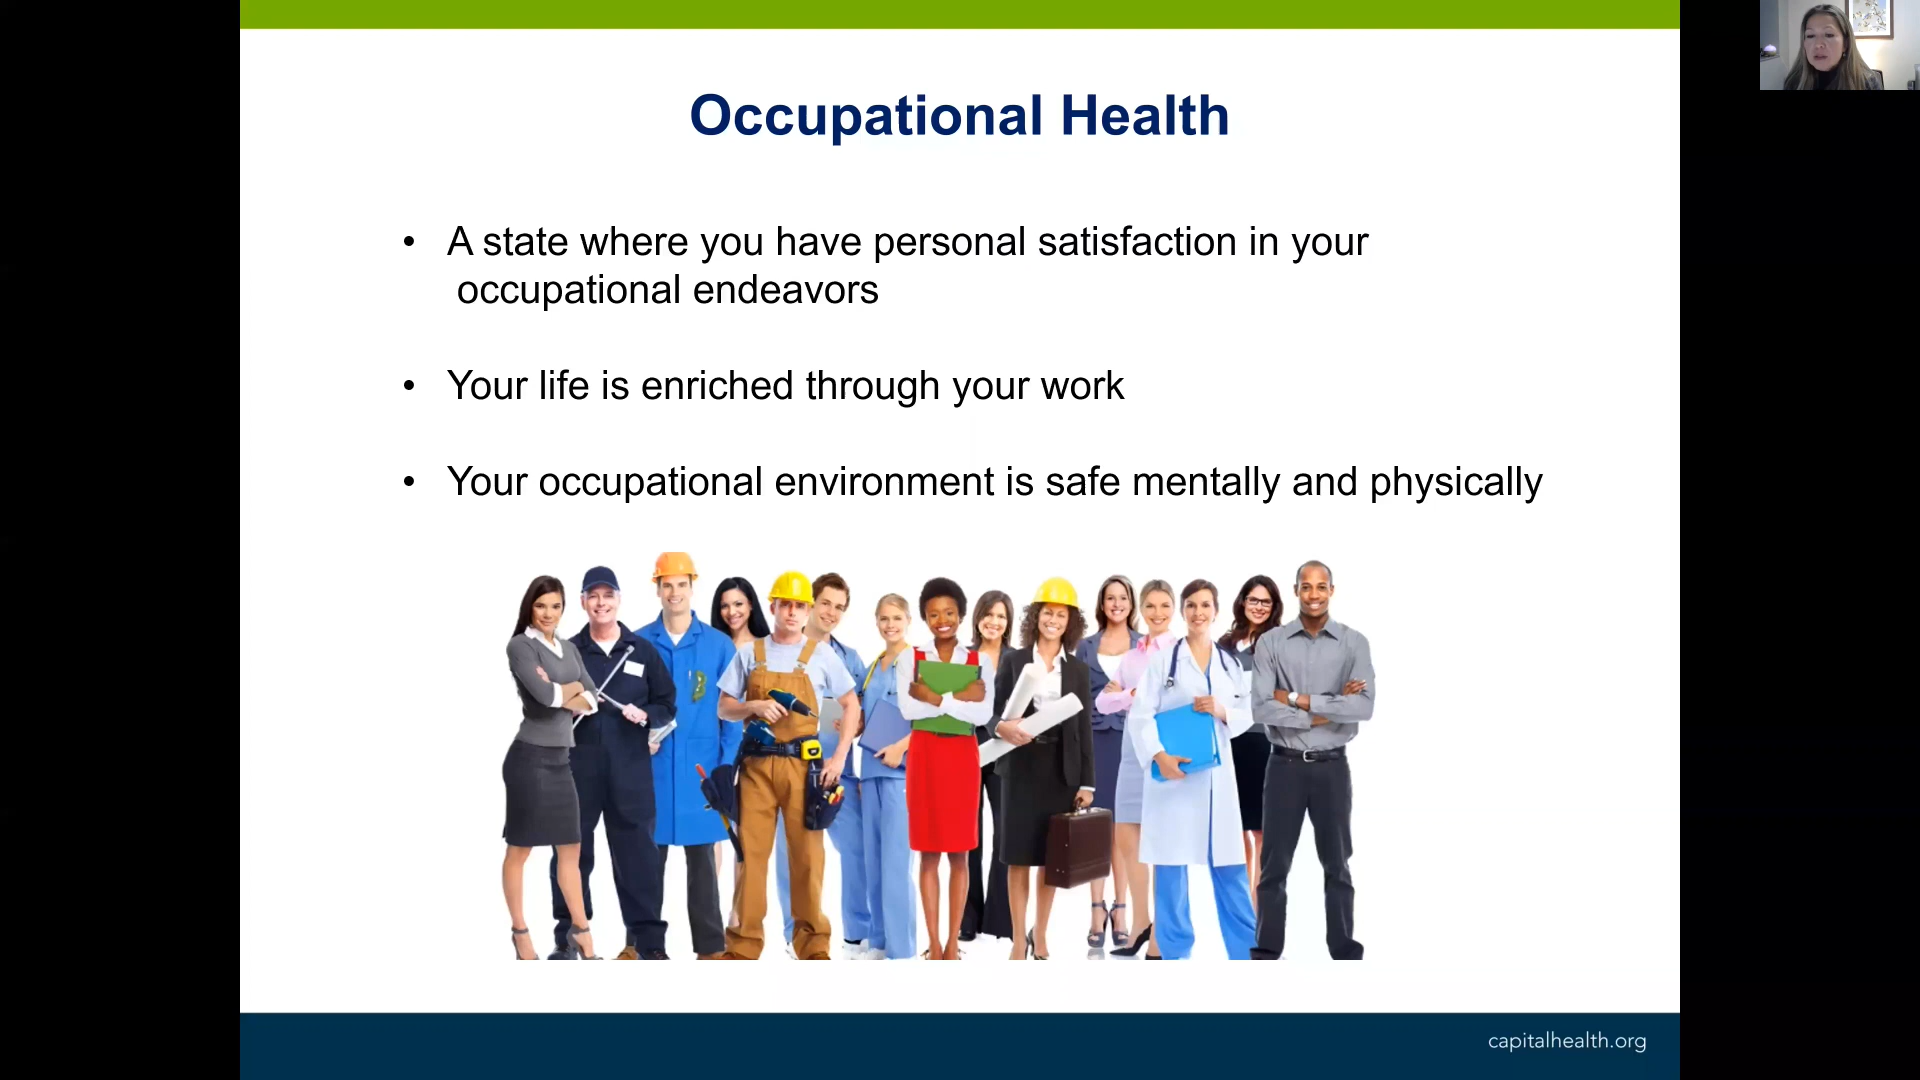 Occupational Health
• A state where you have personal satisfaction in your
occupational endeavors
• Your life is enriched through your work
• Your occupational environment is safe mentally and physically
capitalhealth.org